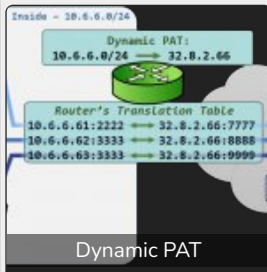 Inside – 10.6.6.0/24
Dynamic PAT:
10.6.6.0/24 ⟷ 32.8.2.66
Router's Translation Table
10.6.6.61:2222 ⟷ 32.8.2.66:7777
10.6.6.62:3333 ⟷ 32.8.2.66:8888
10.6.6.63:3333 ⟷ 32.8.2.66:9999
Dynamic PAT